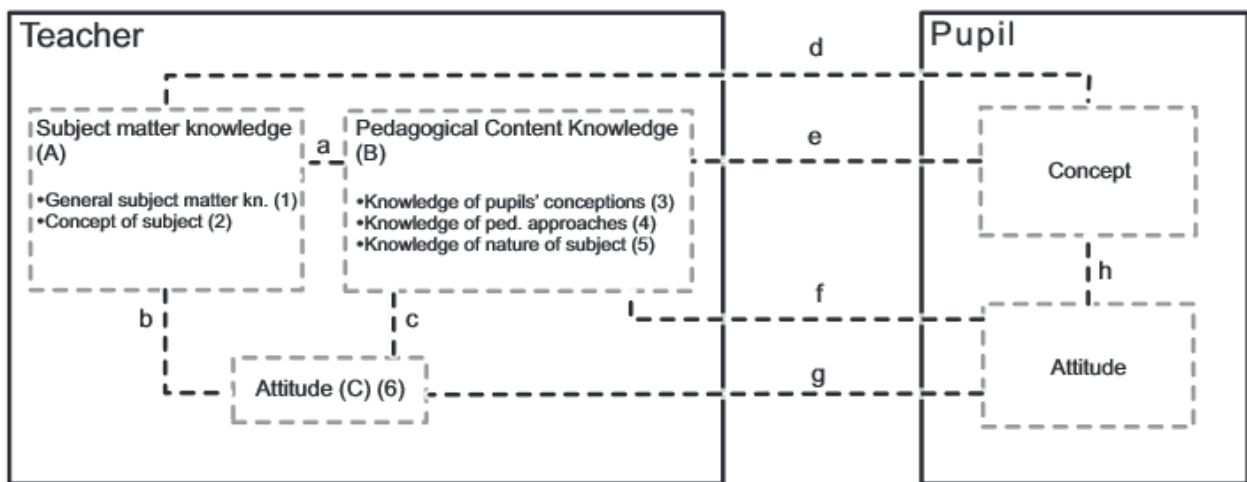 Teacher
Pupil
d
Subject matter knowledge
(A)
•General subject matter kn. (1)
•Concept of subject (2)
a
Pedagogical Content Knowledge
(B)
•Knowledge of pupils' conceptions (3)
•Knowledge of ped. approaches (4)
•Knowledge of nature of subject (5)
e
Concept
h
b
c
f
Attitude (C) (6)
g
Attitude